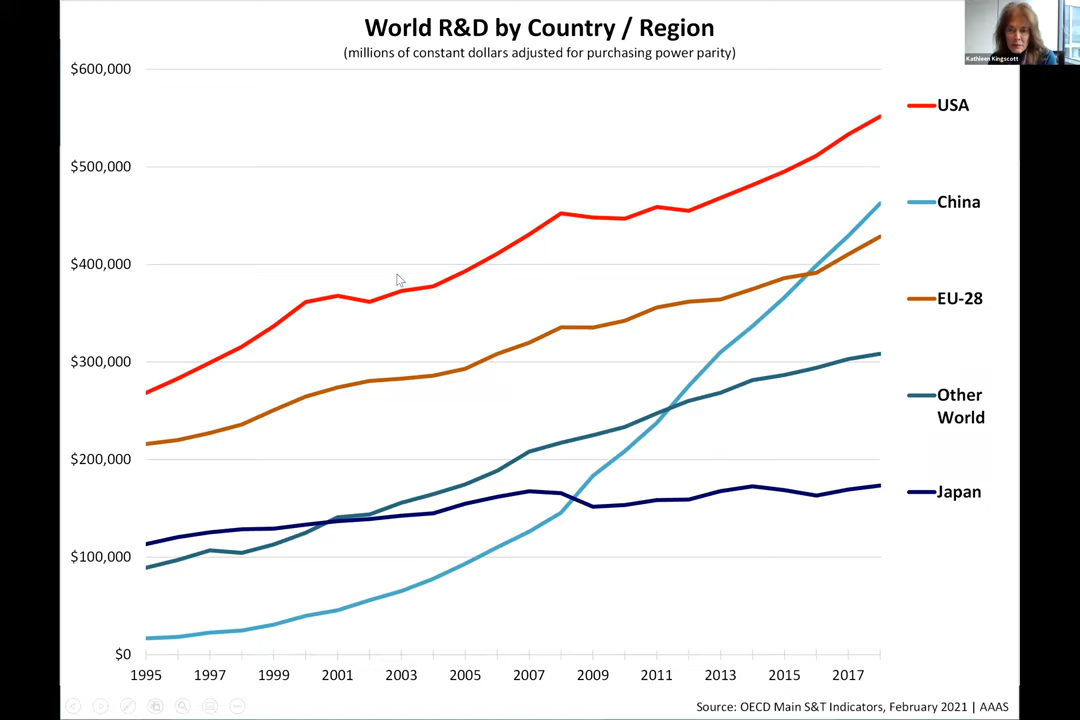 World R&D by Country / Region
(millions of constant dollars adjusted for purchasing power parity)
Kathleen Kingscott
$600,000
$500,000
$400,000
$300,000
$200,000
$100,000
$0
1995 1997 1999 2001 2003 2005 2007 2009 2011 2013 2015 2017
USA
China
EU-28
Other
World
Japan
Source: OECD Main S&T Indicators, February 2021 | AAAS